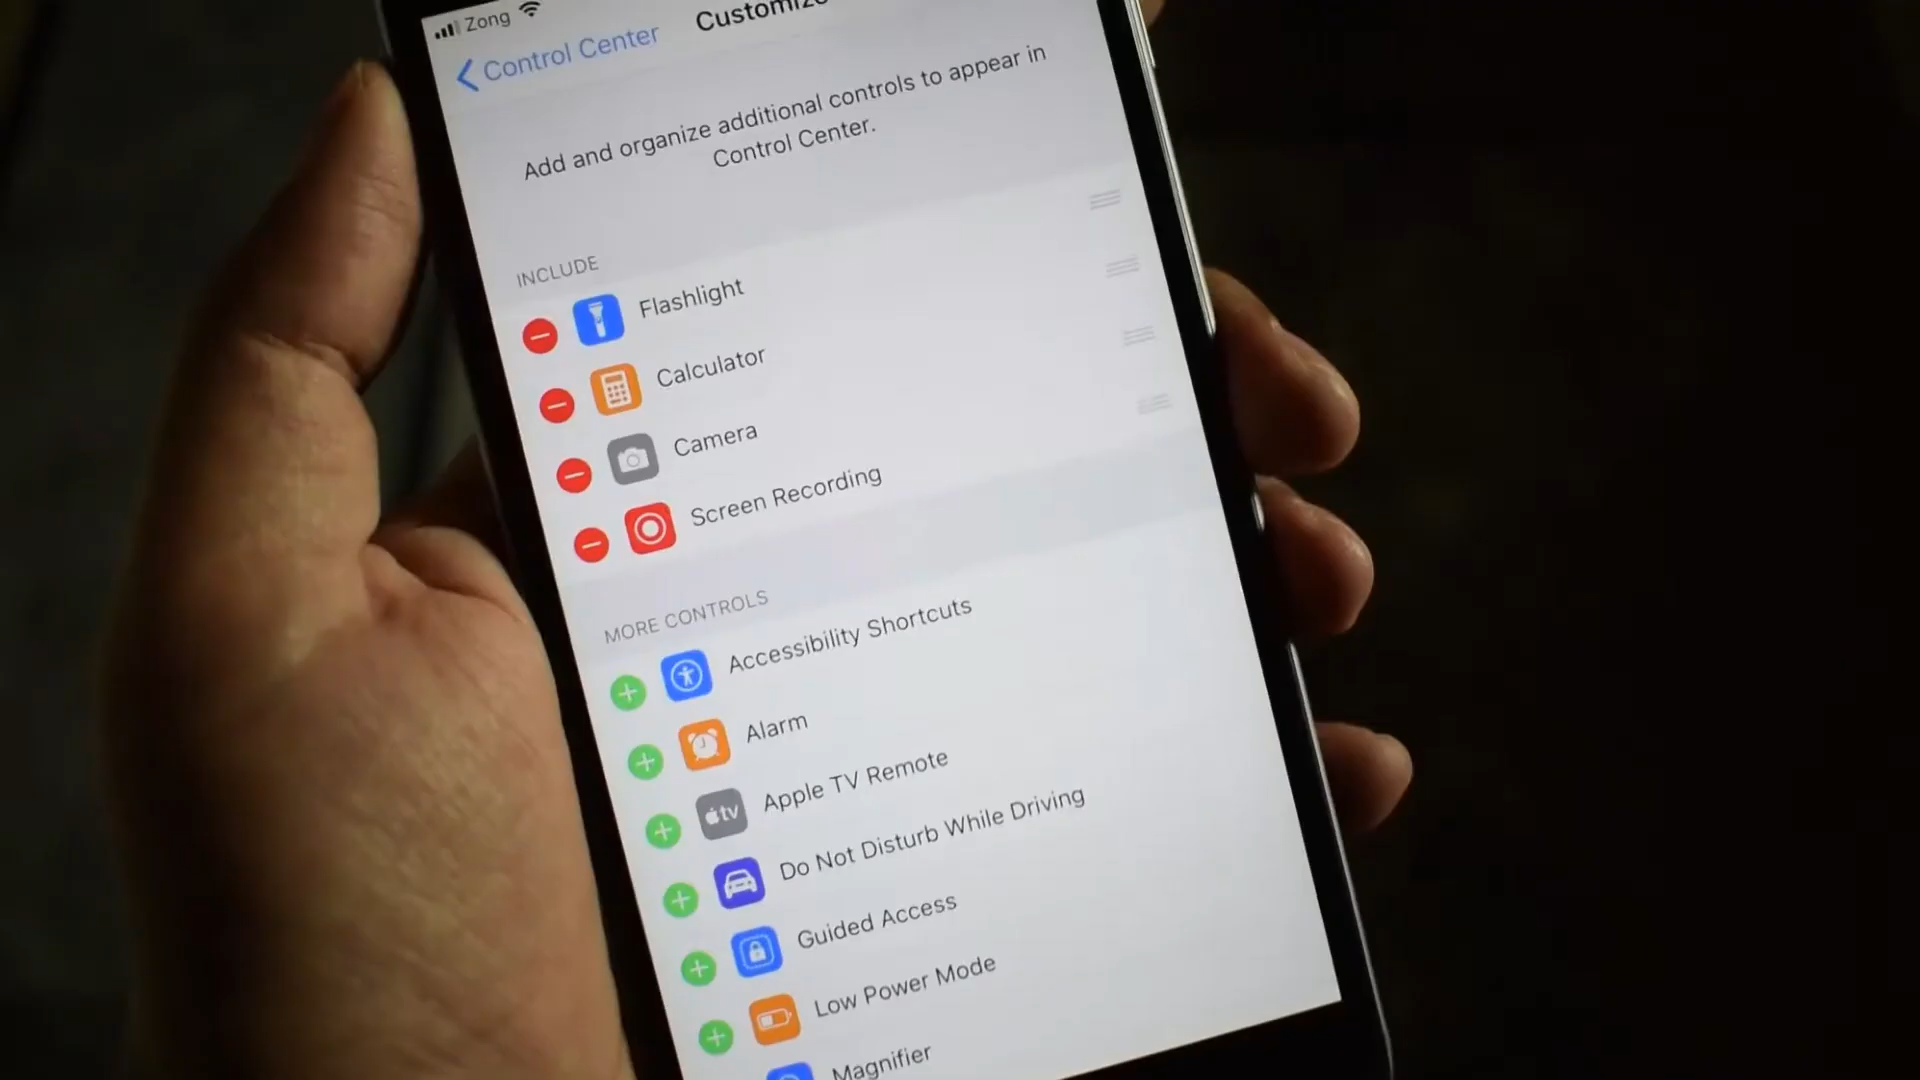 Zong
Control Center
Customize
Add and organize additional controls to appear in
Control Center.
INCLUDE
Flashlight
Calculator
Camera
Screen Recording
MORE CONTROLS
Accessibility Shortcuts
Alarm
tv
Apple TV Remote
Do Not Disturb While Driving
Guided Access
Low Power Mode
Magnifier